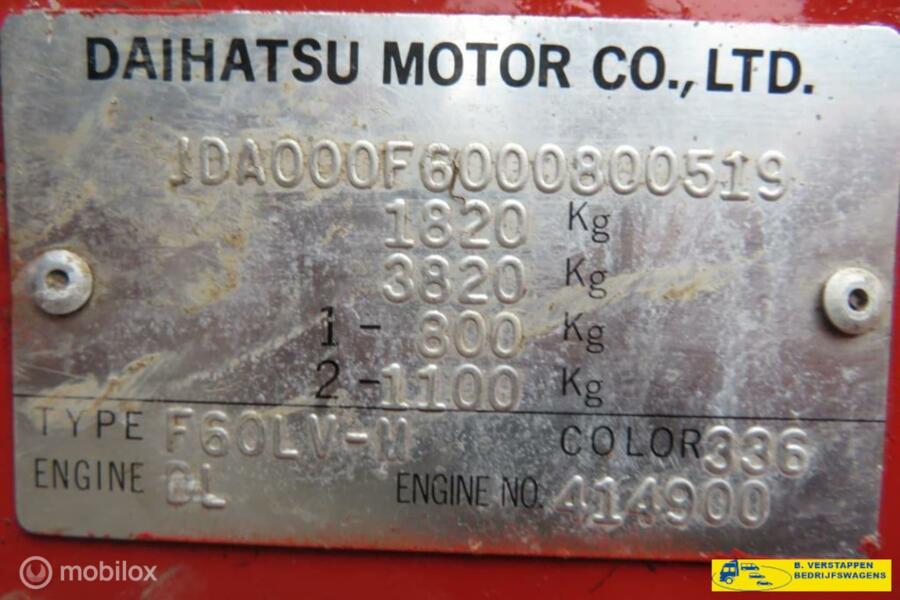 DAIHATSU MOTOR CO., LTD.
JDA000F6000800519
1820 Kg
3820 Kg
1- 800 Kg
2-1100 Kg
TYPE F60LV-M COLOR 336
ENGINE DL ENGINE NO. 414900
mobilox
B. VERSTAPPEN
BEDRIJFSWAGENS